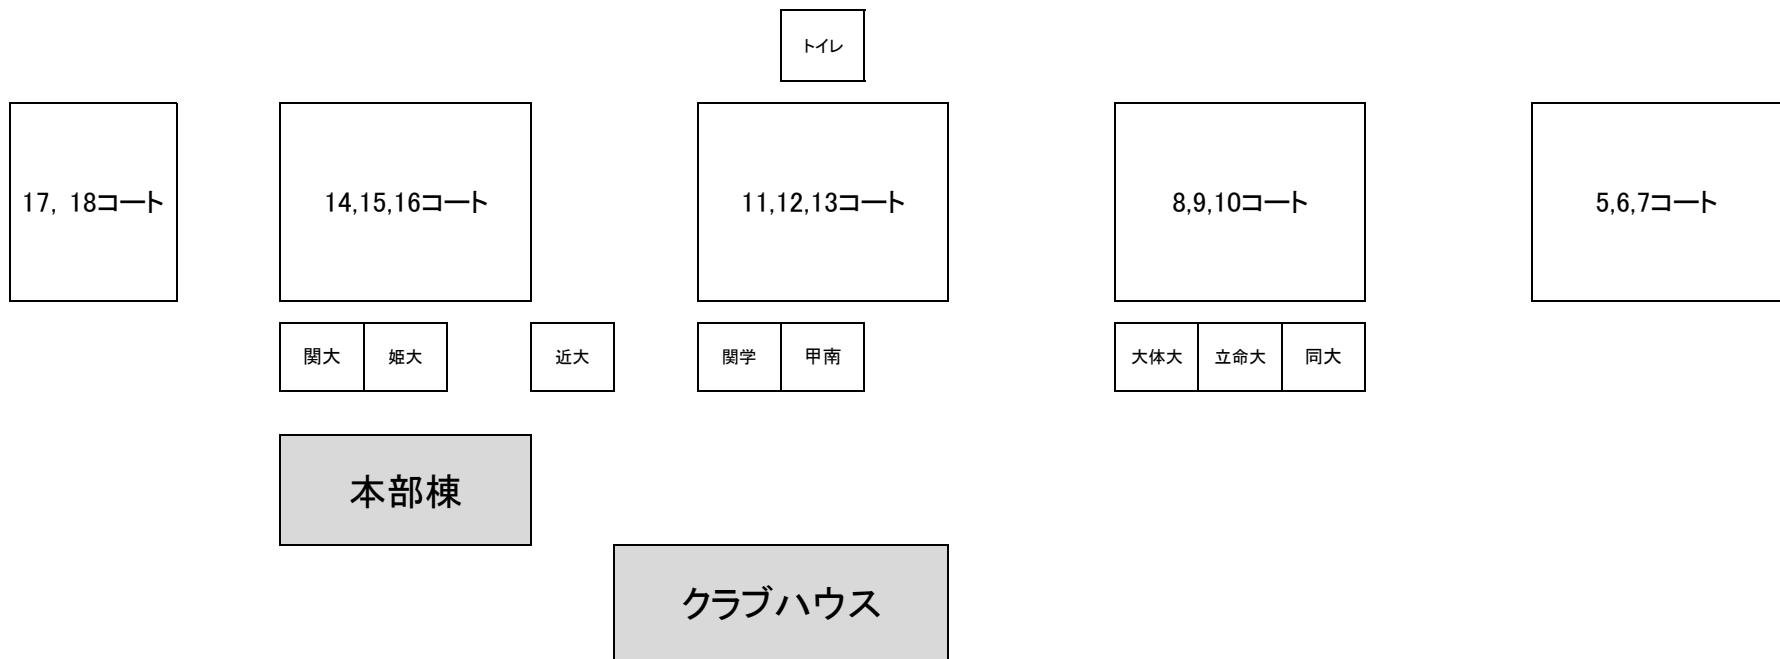 トイレ
17, 18コート
14,15,16コート
11,12,13コート
8,9,10コート
5,6,7コート
関大
姫大
近大
関学
甲南
大体大
立命大
同大
本部棟
クラブハウス